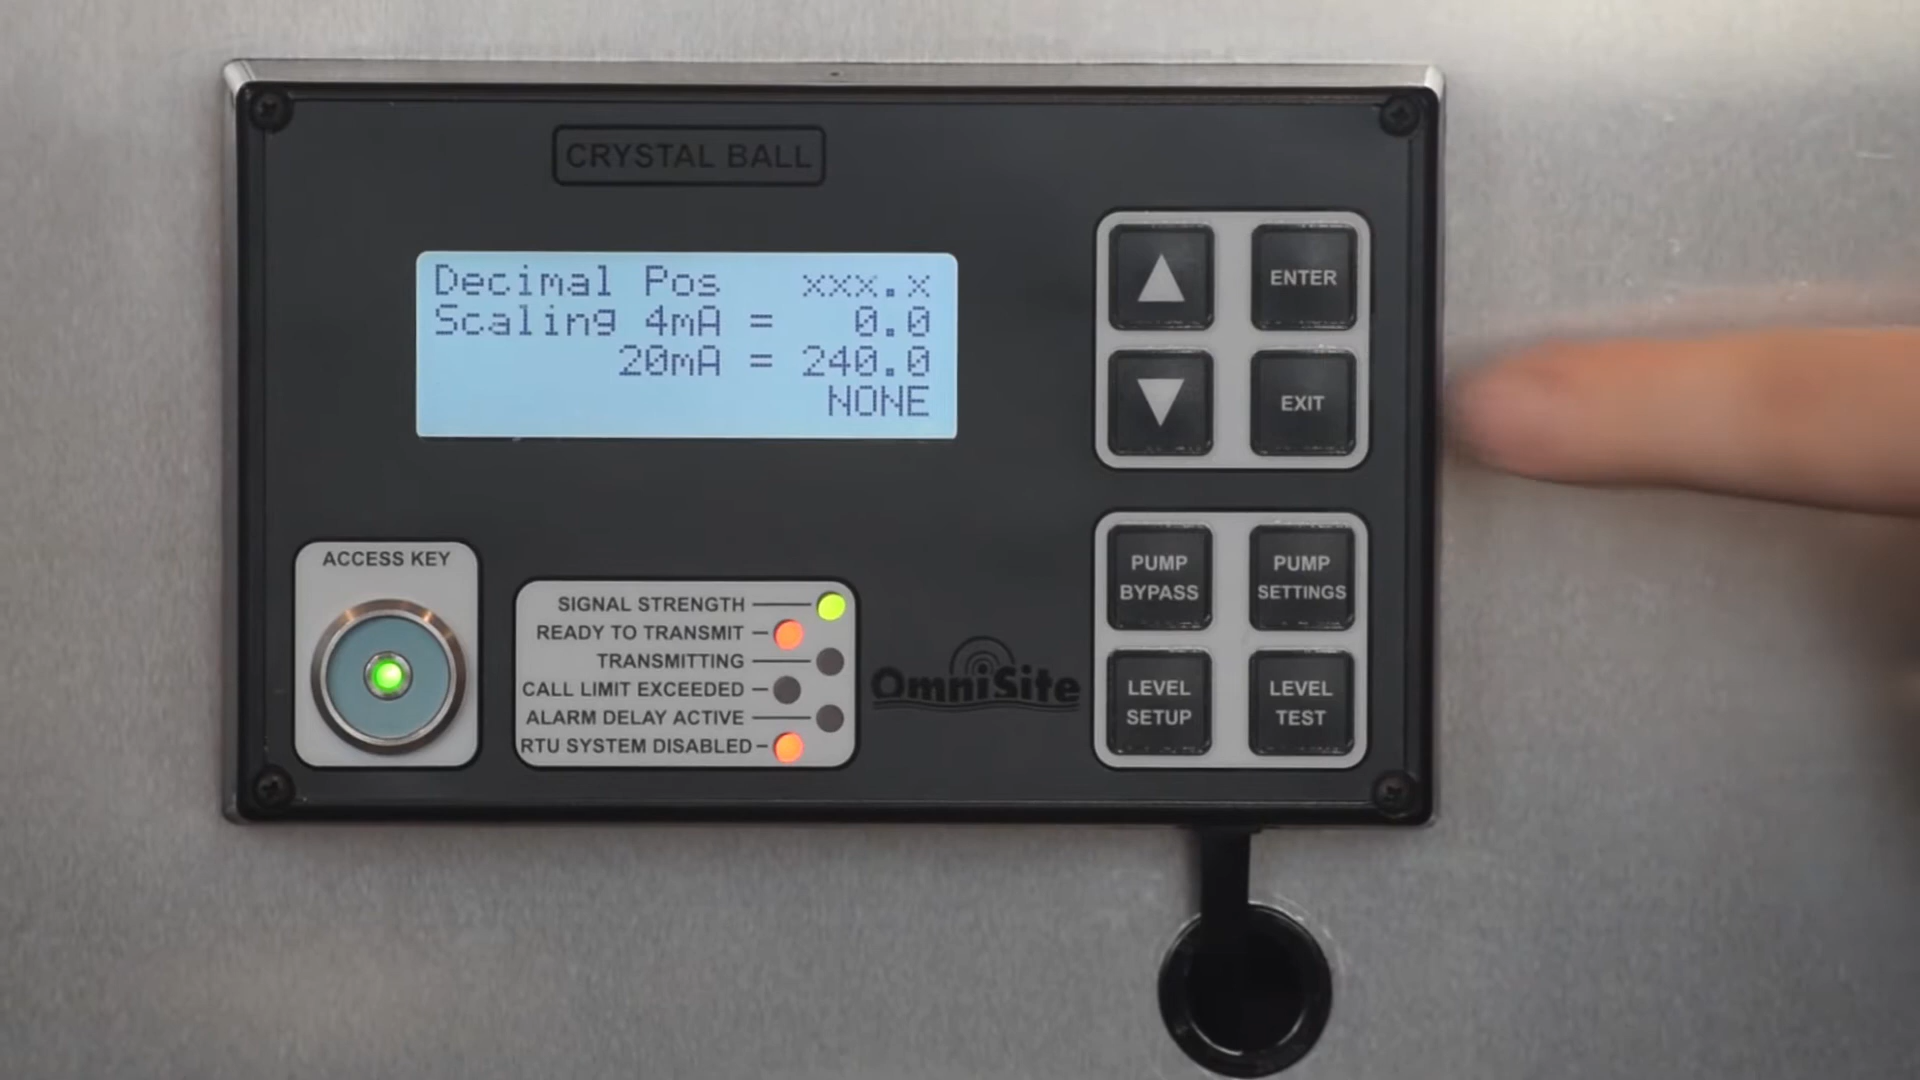 CRYSTAL BALL
Decimal Pos xxx.x
Scaling 4mA = 0.0
20mA = 240.0
NONE
ENTER
EXIT
ACCESS KEY
SIGNAL STRENGTH
READY TO TRANSMIT
TRANSMITTING
CALL LIMIT EXCEEDED
ALARM DELAY ACTIVE
RTU SYSTEM DISABLED
OmniSite
PUMP
BYPASS
PUMP
SETTINGS
LEVEL
SETUP
LEVEL
TEST